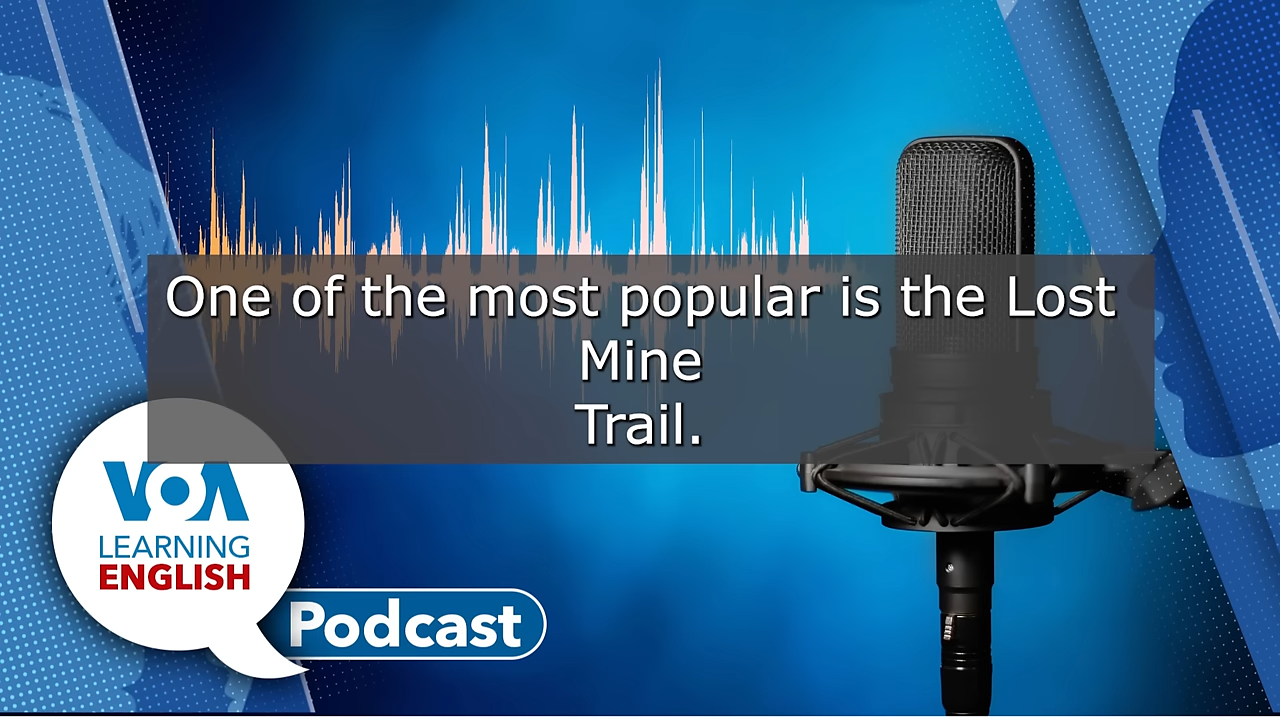 One of the most popular is the Lost
Mine
Trail.
VOA
LEARNING
ENGLISH
Podcast